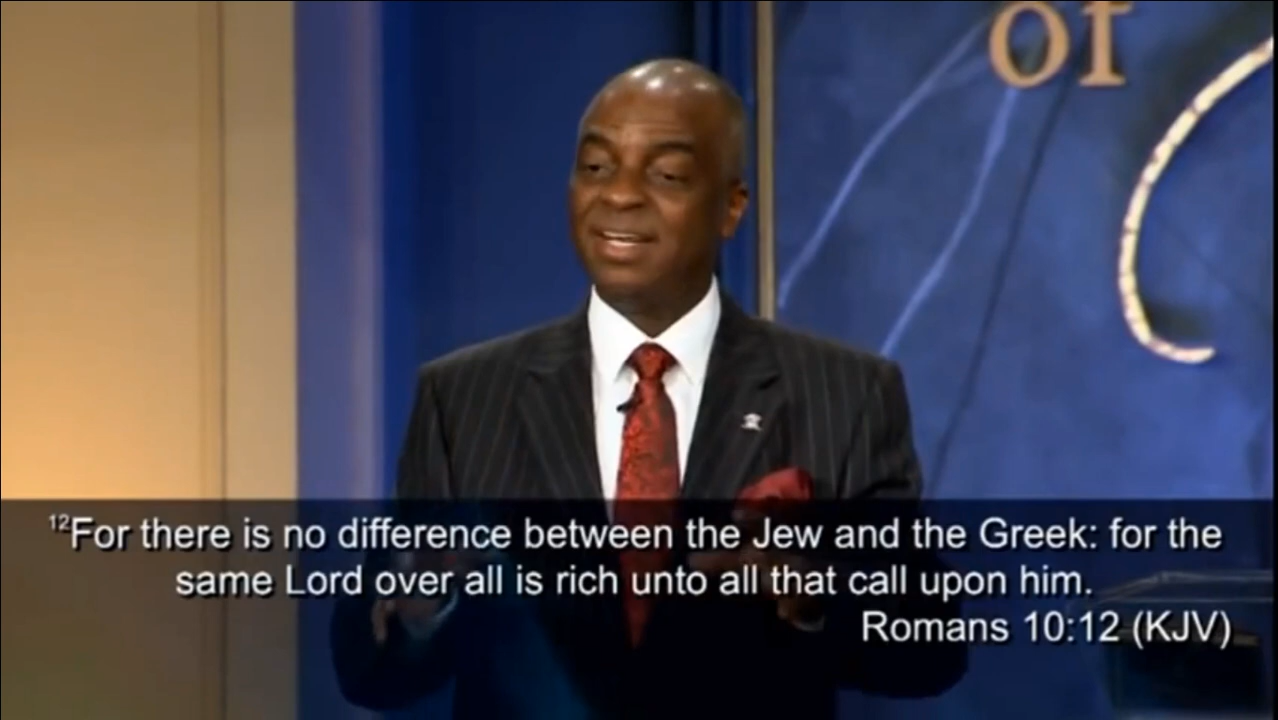 of
¹²For there is no difference between the Jew and the Greek: for the
same Lord over all is rich unto all that call upon him.
Romans 10:12 (KJV)